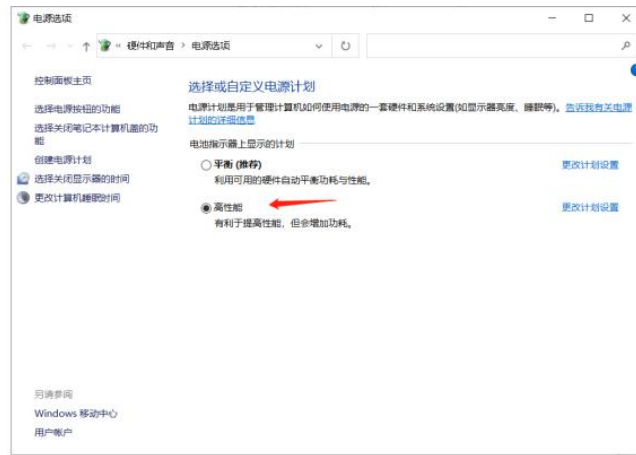 电源选项
« 硬件和声音 > 电源选项
控制面板主页
选择电源按钮的功能
选择关闭笔记本计算机盖的功
能
创建电源计划
选择关闭显示器的时间
更改计算机睡眠时间
选择或自定义电源计划
电源计划是用于管理计算机如何使用电源的一套硬件和系统设置(如显示器亮度、睡眠等)。告诉我有关电源
计划的详细信息
电池指示器上显示的计划
平衡 (推荐) 更改计划设置
利用可用的硬件自动平衡功耗与性能。
高性能 更改计划设置
有利于提高性能，但会增加功耗。
另请参阅
Windows 移动中心
用户帐户